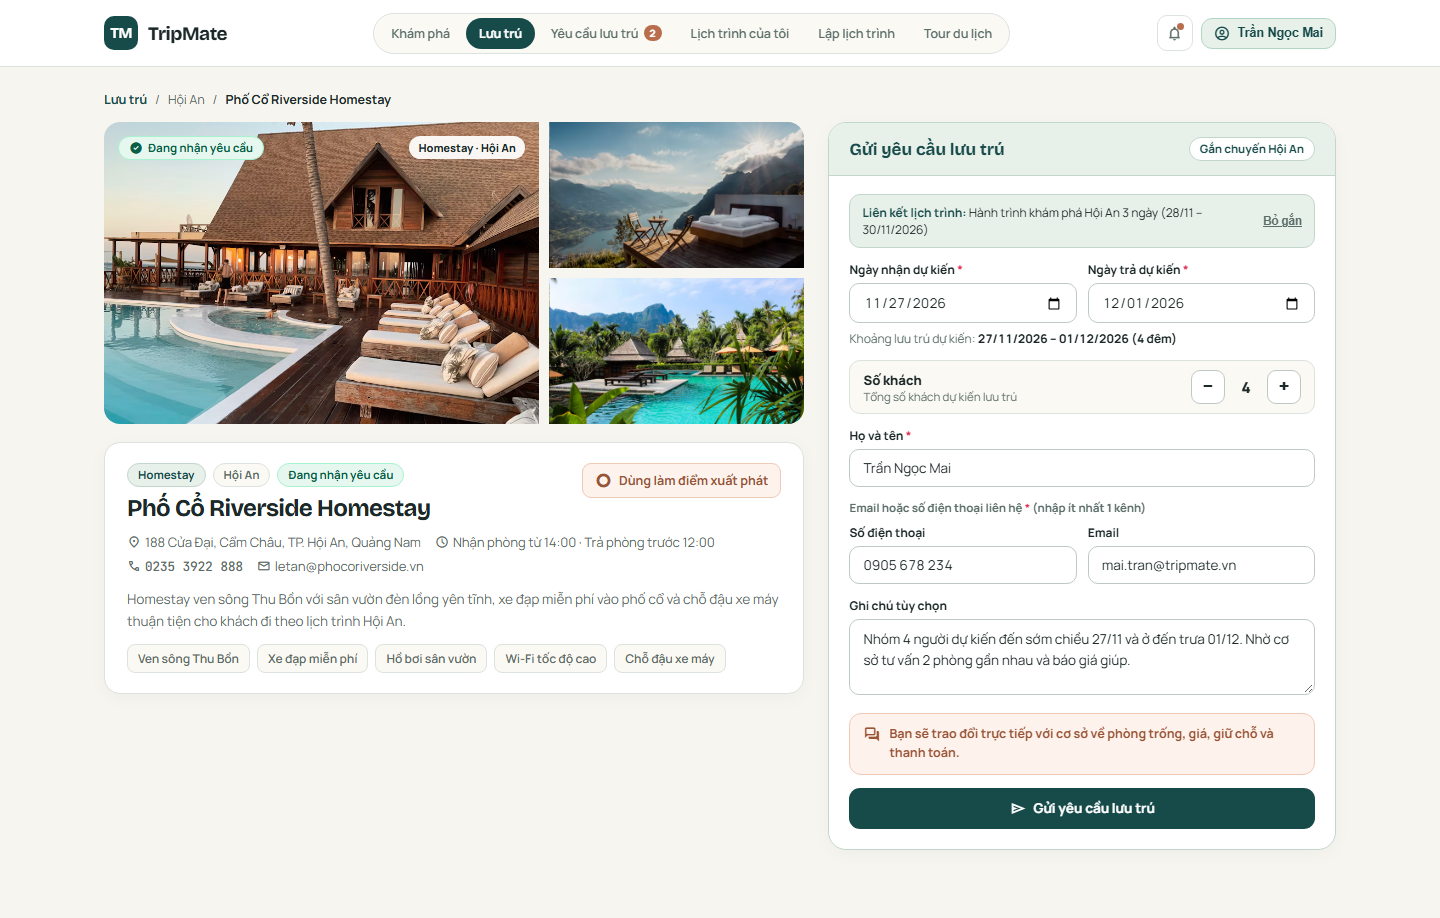 TM TripMate
Khám phá
Lưu trú
Yêu cầu lưu trú 2
Lịch trình của tôi
Lập lịch trình
Tour du lịch
Trần Ngọc Mai
Lưu trú / Hội An / Phố Cổ Riverside Homestay
Đang nhận yêu cầu
Homestay · Hội An
Homestay
Hội An
Đang nhận yêu cầu
Dùng làm điểm xuất phát
Phố Cổ Riverside Homestay
188 Cửa Đại, Cẩm Châu, TP. Hội An, Quảng Nam
Nhận phòng từ 14:00 · Trả phòng trước 12:00
0235 3922 888
letan@phocoriverside.vn
Homestay ven sông Thu Bồn với sân vườn đèn lồng yên tĩnh, xe đạp miễn phí vào phố cổ và chỗ đậu xe máy
thuận tiện cho khách đi theo lịch trình Hội An.
Ven sông Thu Bồn
Xe đạp miễn phí
Hồ bơi sân vườn
Wi-Fi tốc độ cao
Chỗ đậu xe máy
Gửi yêu cầu lưu trú
Gắn chuyến Hội An
Liên kết lịch trình: Hành trình khám phá Hội An 3 ngày (28/11 –
30/11/2026)
Bỏ gắn
Ngày nhận dự kiến *
Ngày trả dự kiến *
11/27/2026
12/01/2026
Khoảng lưu trú dự kiến: 27/11/2026 – 01/12/2026 (4 đêm)
Số khách
Tổng số khách dự kiến lưu trú
− 4 +
Họ và tên *
Trần Ngọc Mai
Email hoặc số điện thoại liên hệ * (nhập ít nhất 1 kênh)
Số điện thoại
Email
0905 678 234
mai.tran@tripmate.vn
Ghi chú tùy chọn
Nhóm 4 người dự kiến đến sớm chiều 27/11 và ở đến trưa 01/12. Nhờ cơ
sở tư vấn 2 phòng gần nhau và báo giá giúp.
Bạn sẽ trao đổi trực tiếp với cơ sở về phòng trống, giá, giữ chỗ và
thanh toán.
Gửi yêu cầu lưu trú